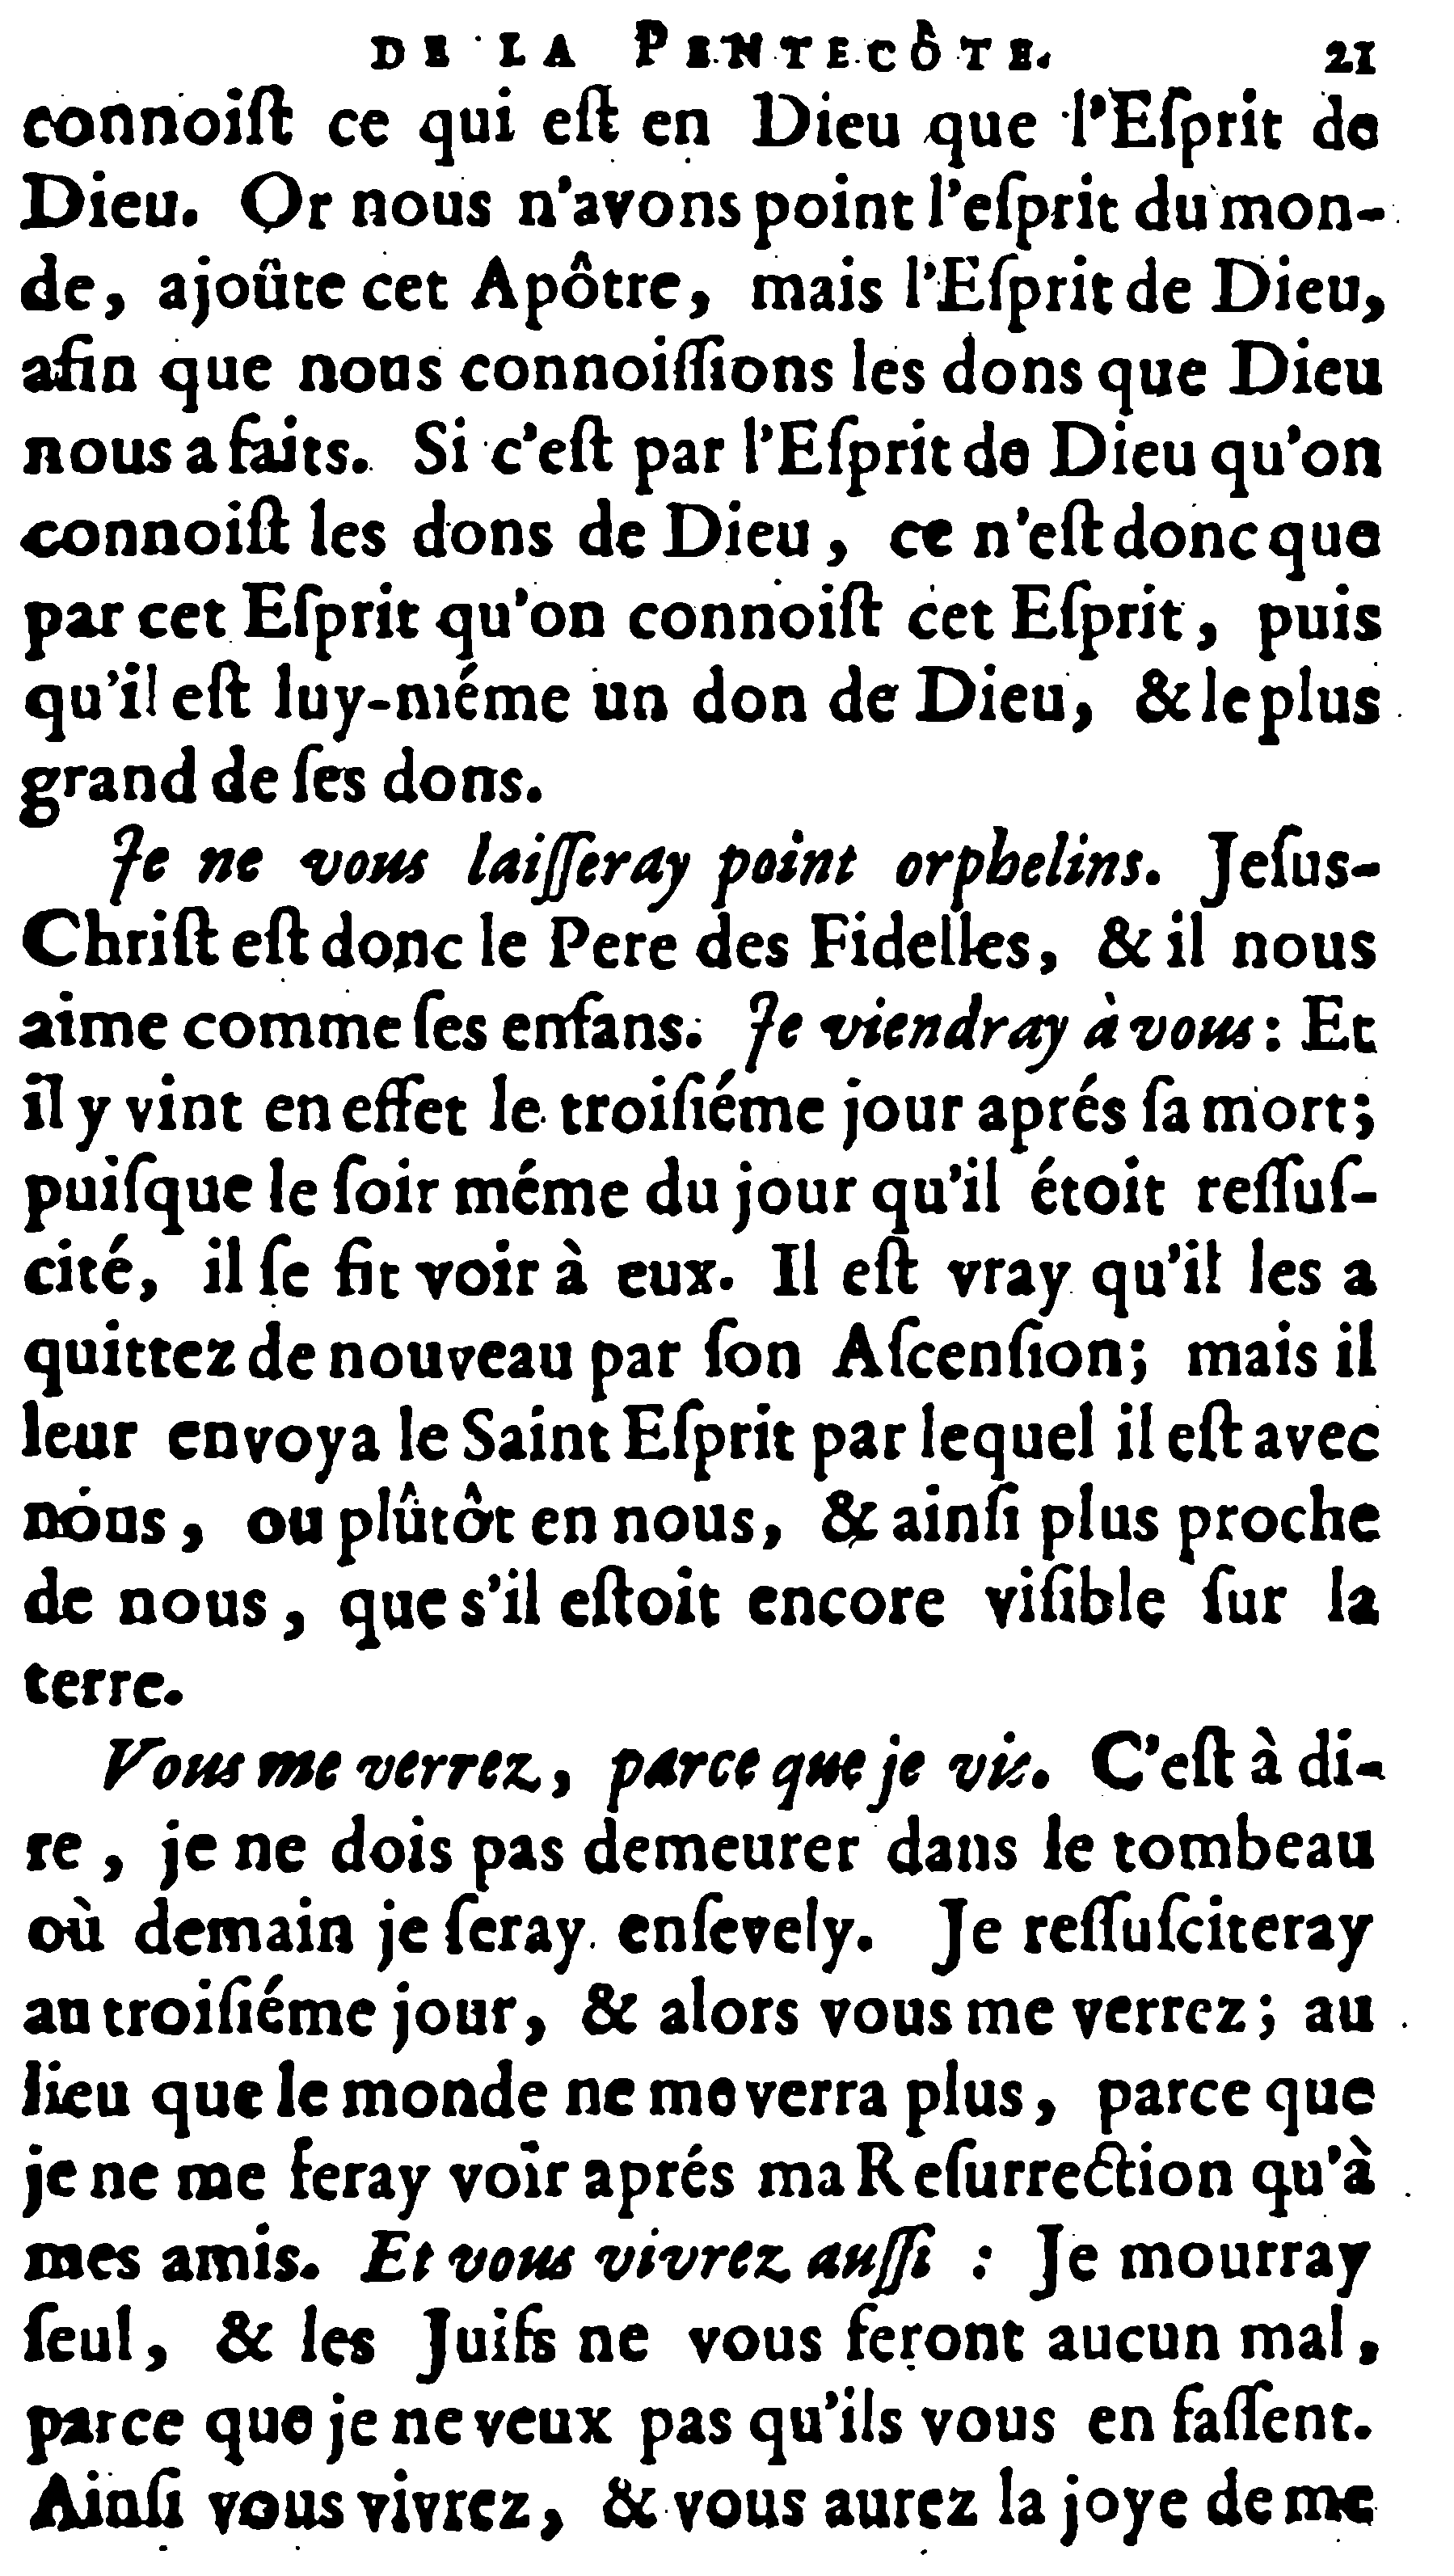 DE LA PENTECÔTE. 21
connoiſt ce qui eſt en Dieu que l'Eſprit de
Dieu. Or nous n'avons point l'eſprit du mon-
de, ajoûte cet Apôtre, mais l'Eſprit de Dieu,
afin que nous connoiſſions les dons que Dieu
nous a faits. Si c'eſt par l'Eſprit de Dieu qu'on
connoiſt les dons de Dieu, ce n'eſt donc que
par cet Eſprit qu'on connoiſt cet Eſprit, puis
qu'il eſt luy-méme un don de Dieu, & le plus
grand de ſes dons.
Je ne vous laiſſeray point orphelins. Jeſus-
Chriſt eſt donc le Pere des Fidelles, & il nous
aime comme ſes enfans. Je viendray à vous: Et
il y vint en effet le troiſiéme jour aprés ſa mort;
puiſque le ſoir méme du jour qu'il étoit reſſuſ-
cité, il ſe fit voir à eux. Il eſt vray qu'il les a
quittez de nouveau par ſon Aſcenſion; mais il
leur envoya le Saint Eſprit par lequel il eſt avec
nous, ou plûtôt en nous, & ainſi plus proche
de nous, que s'il eſtoit encore viſible ſur la
terre.
Vous me verrez, parce que je vis. C'eſt à di-
re, je ne dois pas demeurer dans le tombeau
où demain je ſeray enſevely. Je reſſuſciteray
au troiſiéme jour, & alors vous me verrez; au
lieu que le monde ne me verra plus, parce que
je ne me feray voir aprés ma Reſurrection qu'à
mes amis. Et vous vivrez auſſi : Je mourray
ſeul, & les Juifs ne vous feront aucun mal,
parce que je ne veux pas qu'ils vous en faſſent.
Ainſi vous vivrez, & vous aurez la joye de me